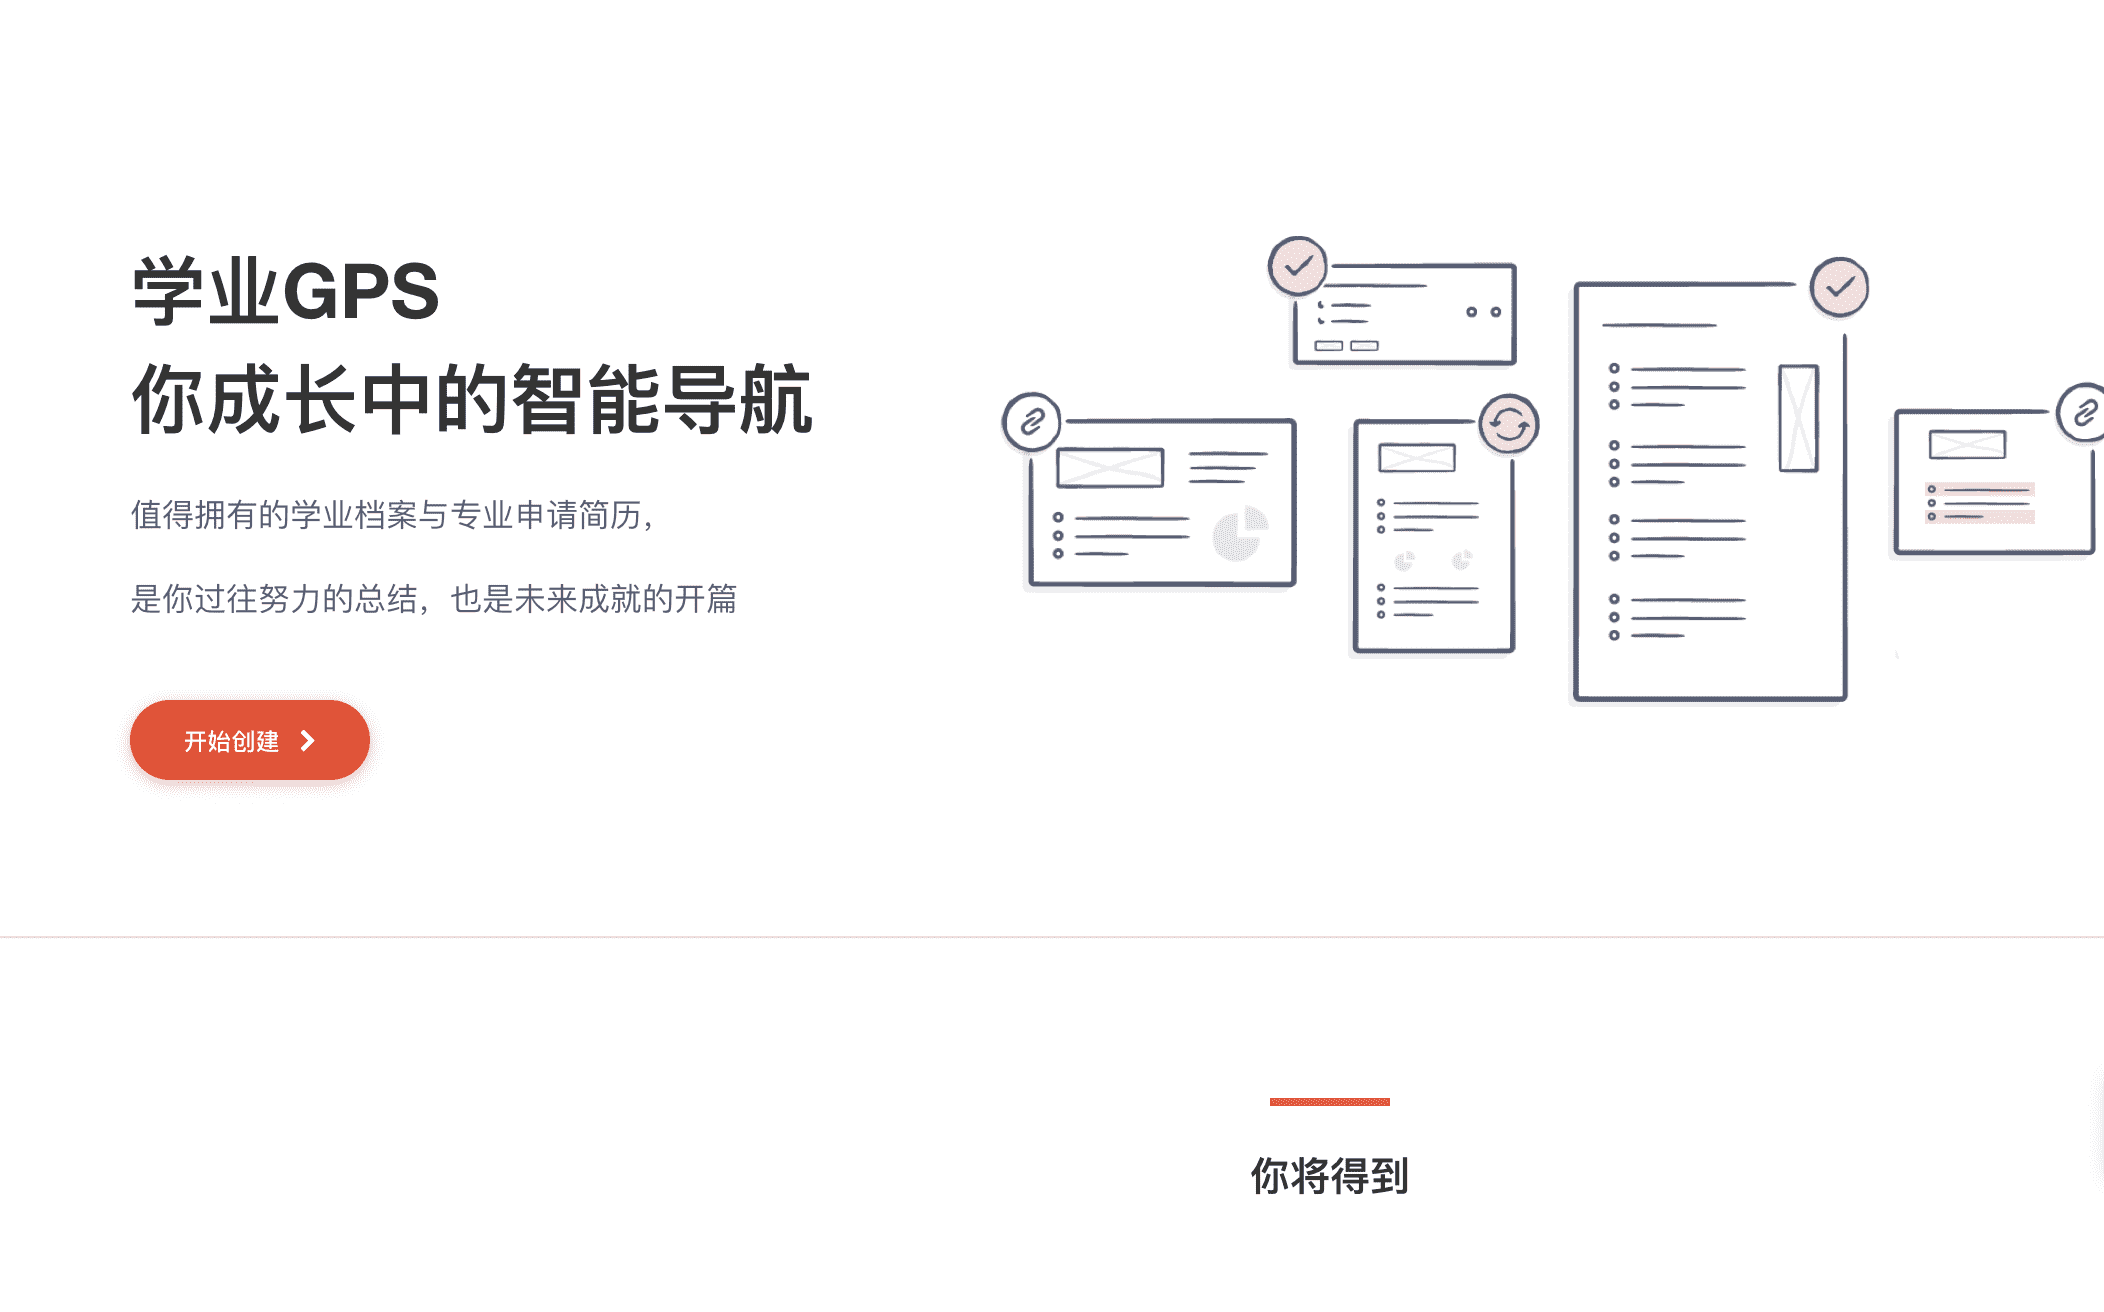 学业GPS
你成长中的智能导航
值得拥有的学业档案与专业申请简历，
是你过往努力的总结，也是未来成就的开篇
开始创建
你将得到